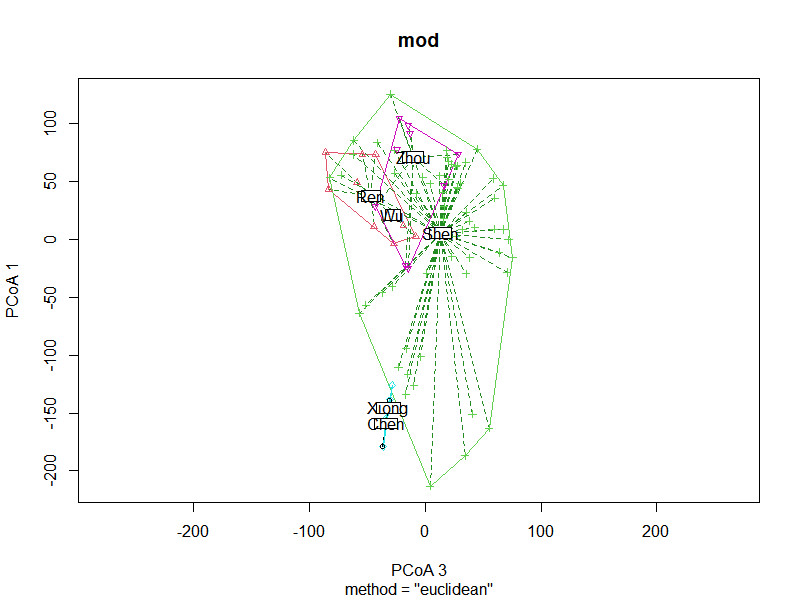 mod
PCoA 1
100
50
0
-50
-100
-150
-200
Zhou
Ren
Wu
Shen
Xiong
Chen
-200 -100 0 100 200
PCoA 3
method = "euclidean"